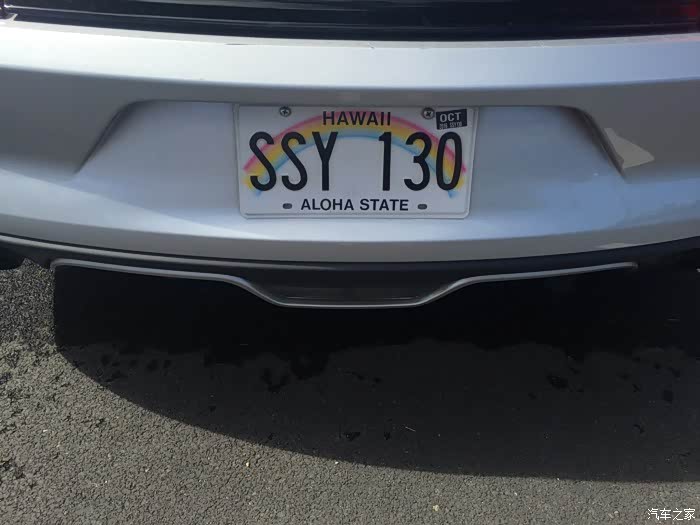 HAWAII
OCT
SSY 130
ALOHA STATE
汽车之家